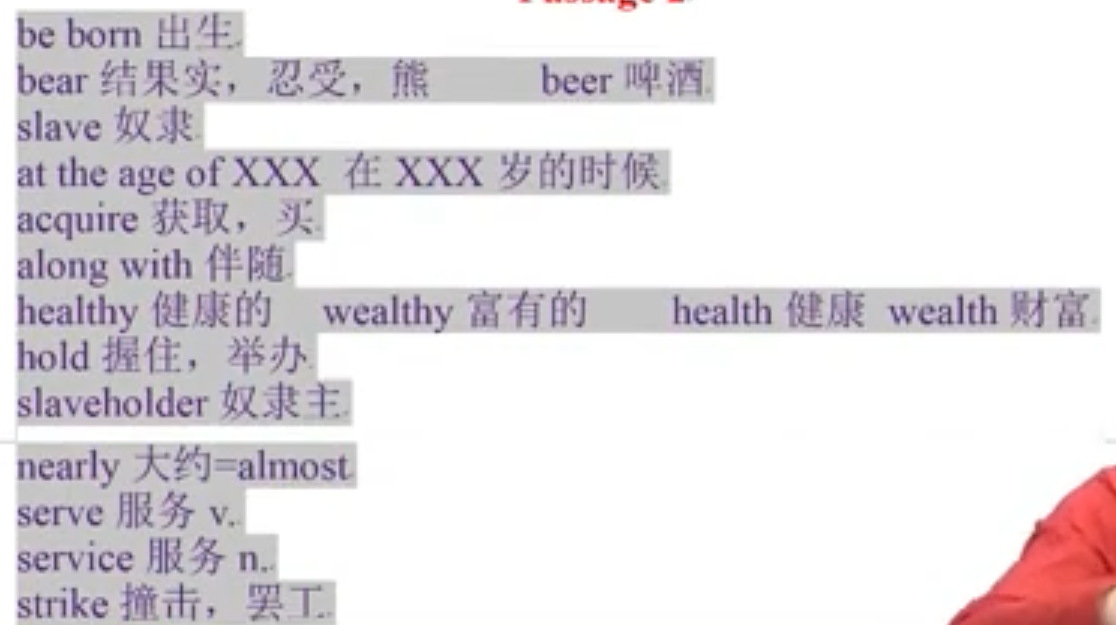 Passage 2
be born 出生
bear 结果实，忍受，熊 beer 啤酒
slave 奴隶
at the age of XXX 在 XXX 岁的时候
acquire 获取，买
along with 伴随
healthy 健康的 wealthy 富有的 health 健康 wealth 财富
hold 握住，举办
slaveholder 奴隶主
nearly 大约=almost
serve 服务 v.
service 服务 n.
strike 撞击，罢工